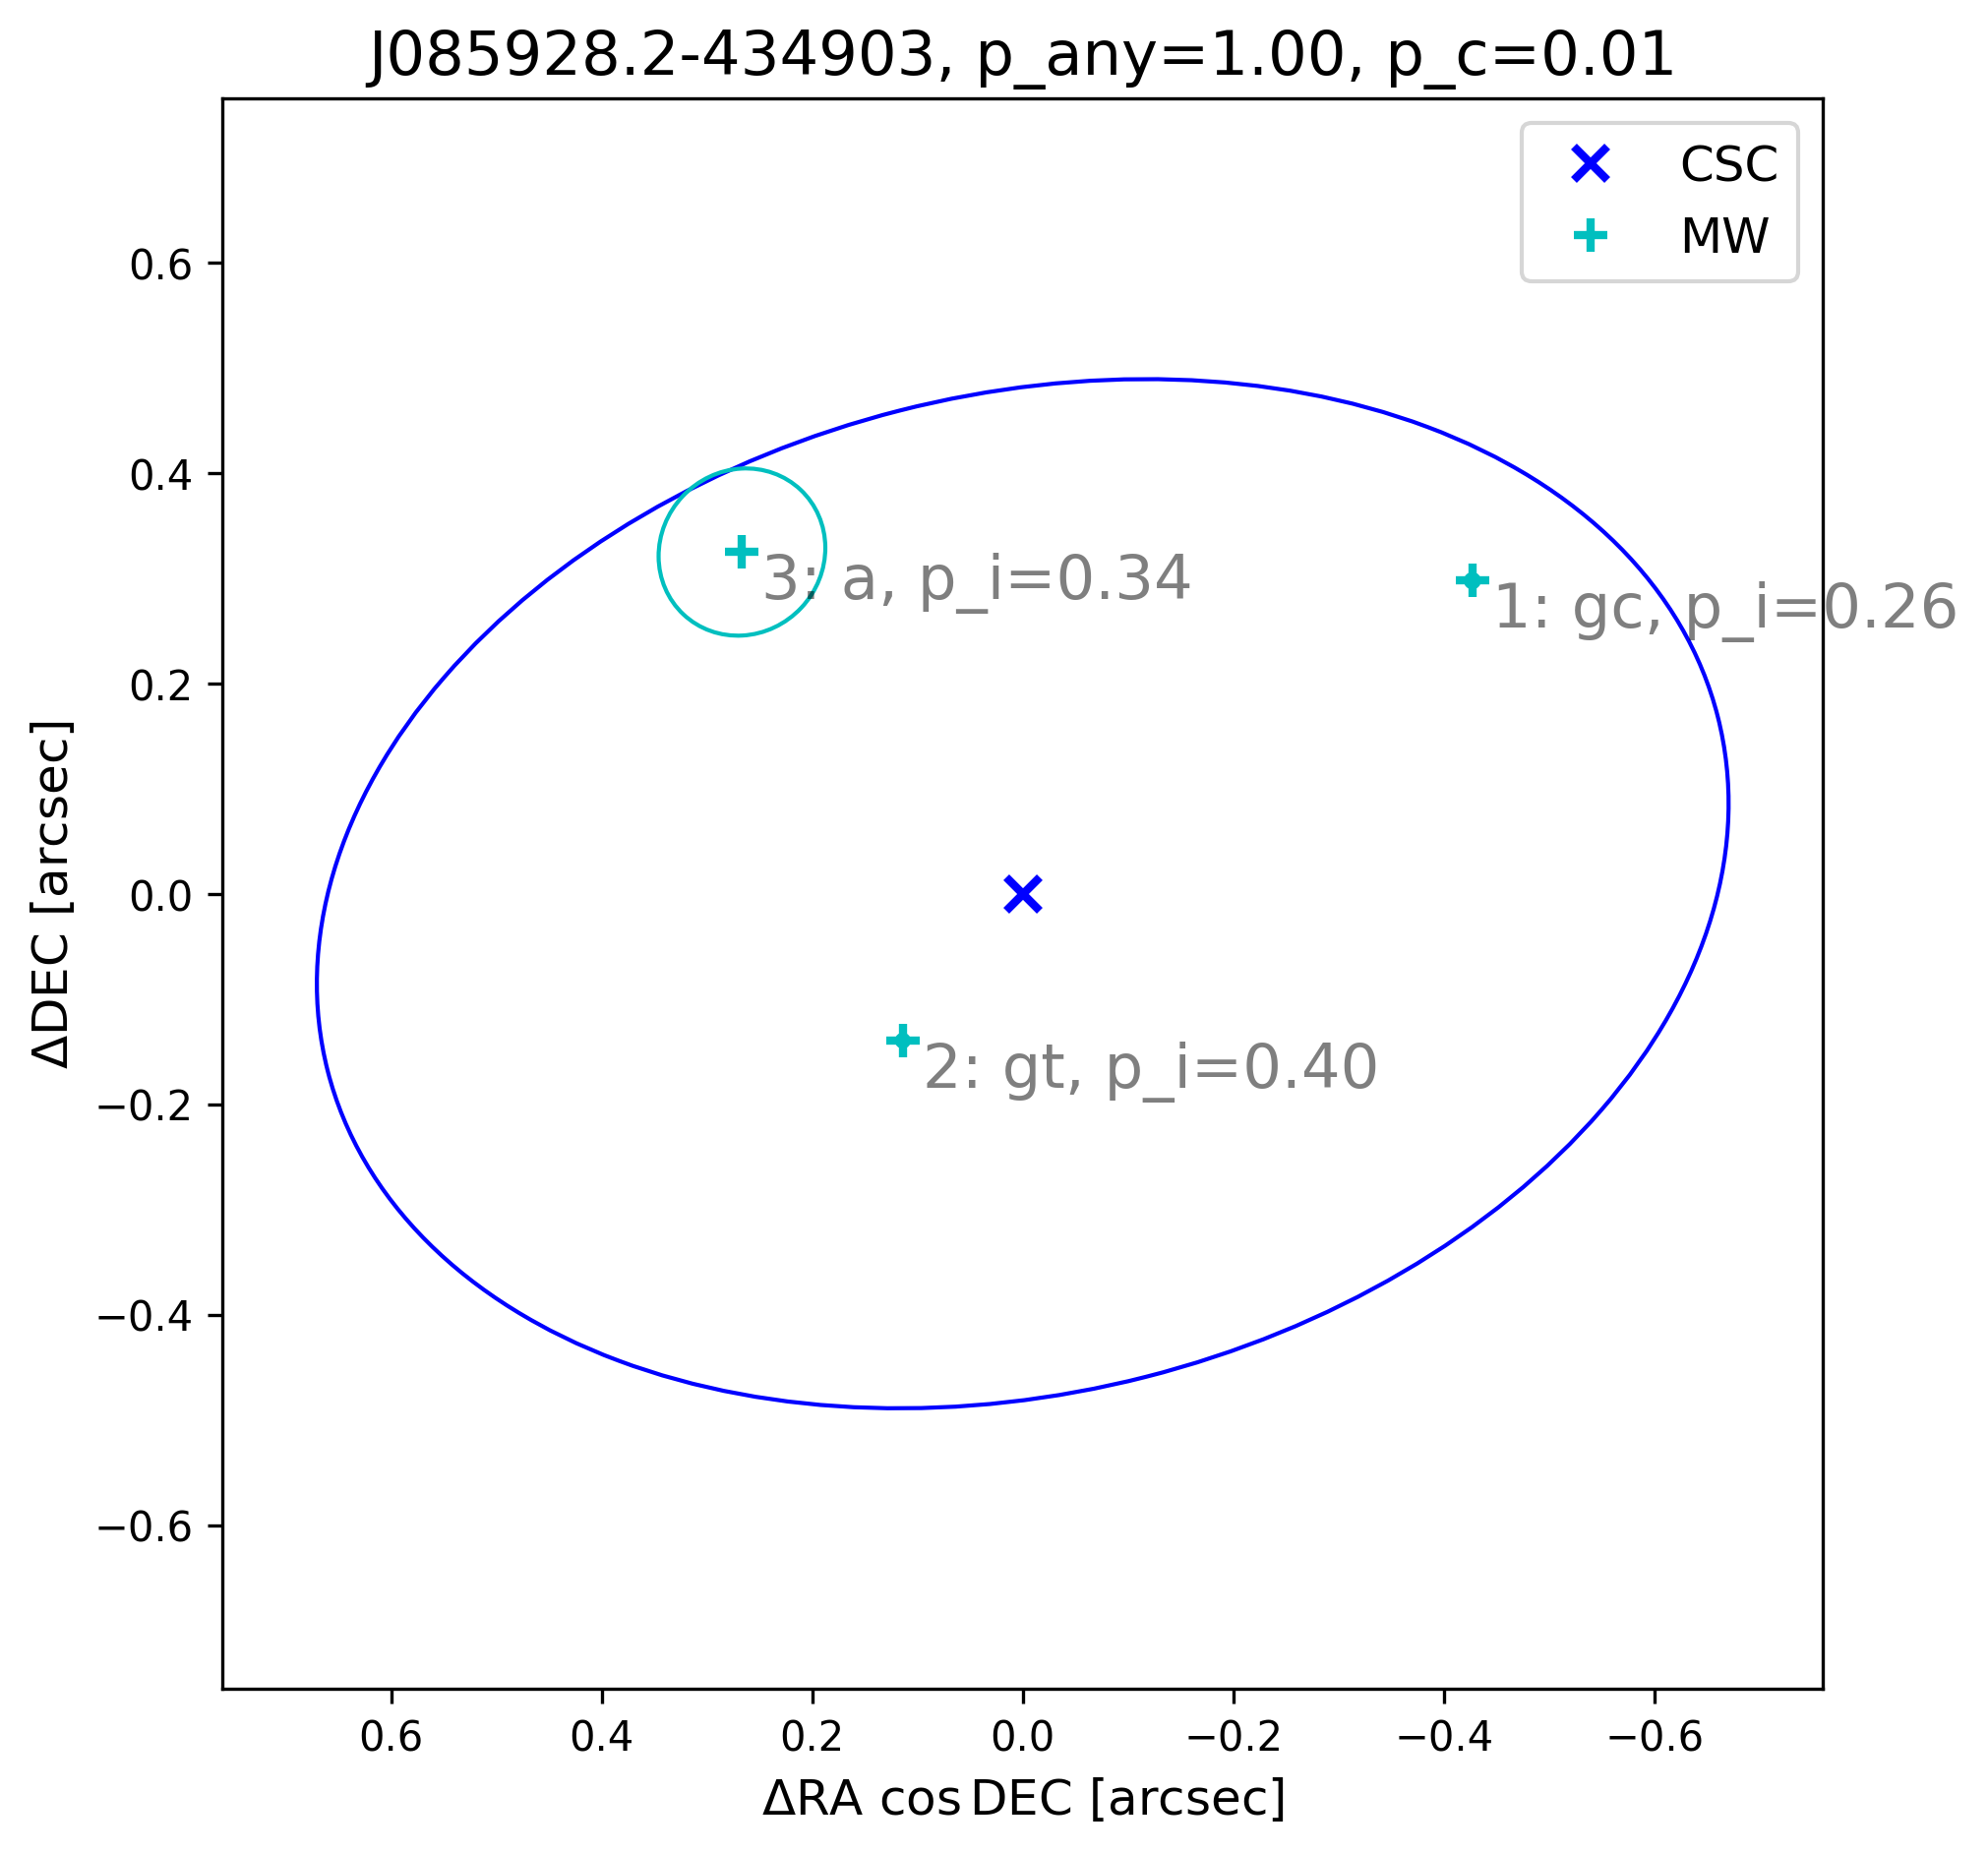 J085928.2-434903, p_any=1.00, p_c=0.01
CSC
MW
3: a, p_i=0.34
1: gc, p_i=0.26
2: gt, p_i=0.40
ΔDEC [arcsec]
0.6
0.4
0.2
0.0
−0.2
−0.4
−0.6
0.6 0.4 0.2 0.0 −0.2 −0.4 −0.6
ΔRA cos DEC [arcsec]